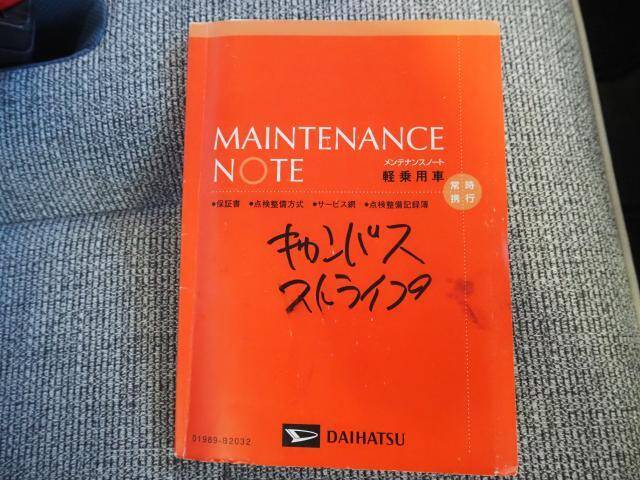 MAINTENANCE
NOTE
メンテナンスノート
軽乗用車
常時
携行
●保証書 ●点検整備方式 ●サービス網 ●点検整備記録簿
キャンバス
ストライプ
01989-B2032
DAIHATSU